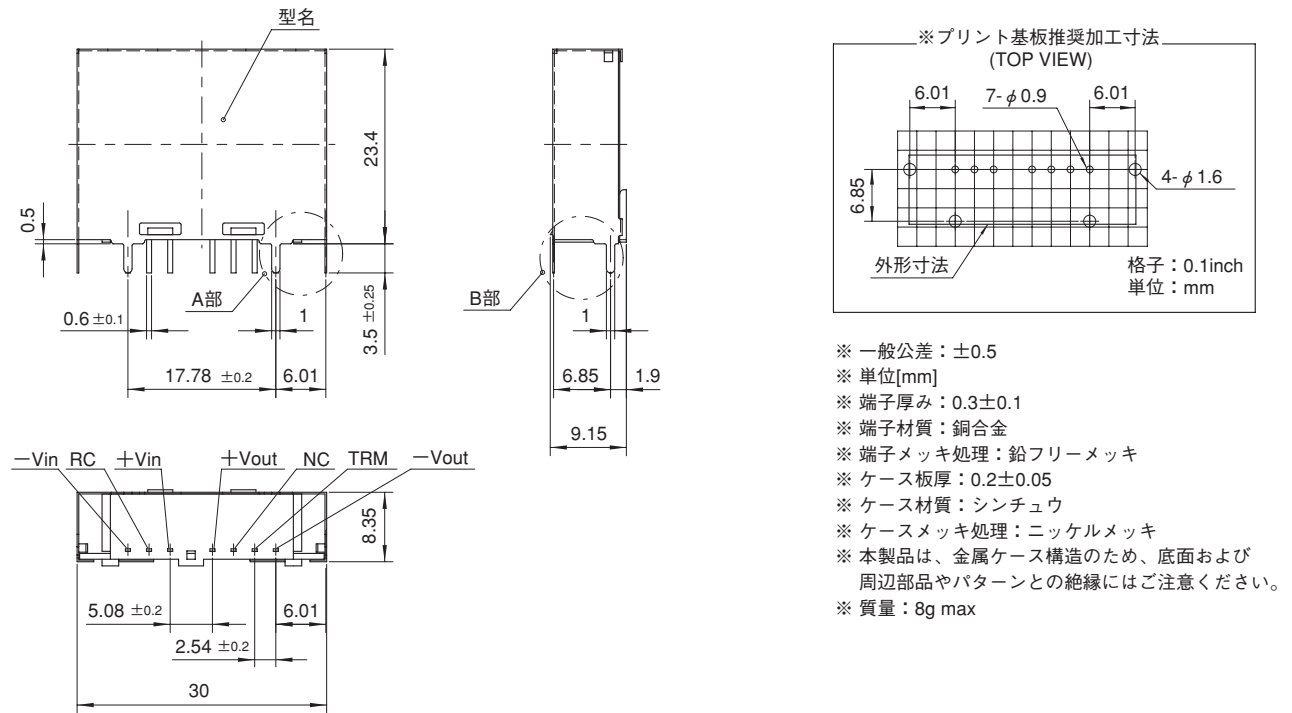 型名
23.4
0.5
A部
0.6 ±0.1
1
3.5 ±0.25
17.78 ±0.2
6.01
B部
1
6.85
1.9
9.15
−Vin
RC
+Vin
+Vout
NC
TRM
−Vout
8.35
5.08 ±0.2
6.01
2.54 ±0.2
30
※プリント基板推奨加工寸法
(TOP VIEW)
6.01
7-φ0.9
6.01
6.85
4-φ1.6
外形寸法
格子：0.1inch
単位：mm
※ 一般公差：±0.5
※ 単位[mm]
※ 端子厚み：0.3±0.1
※ 端子材質：銅合金
※ 端子メッキ処理：鉛フリーメッキ
※ ケース板厚：0.2±0.05
※ ケース材質：シンチュウ
※ ケースメッキ処理：ニッケルメッキ
※ 本製品は、金属ケース構造のため、底面および
周辺部品やパターンとの絶縁にはご注意ください。
※ 質量：8g max